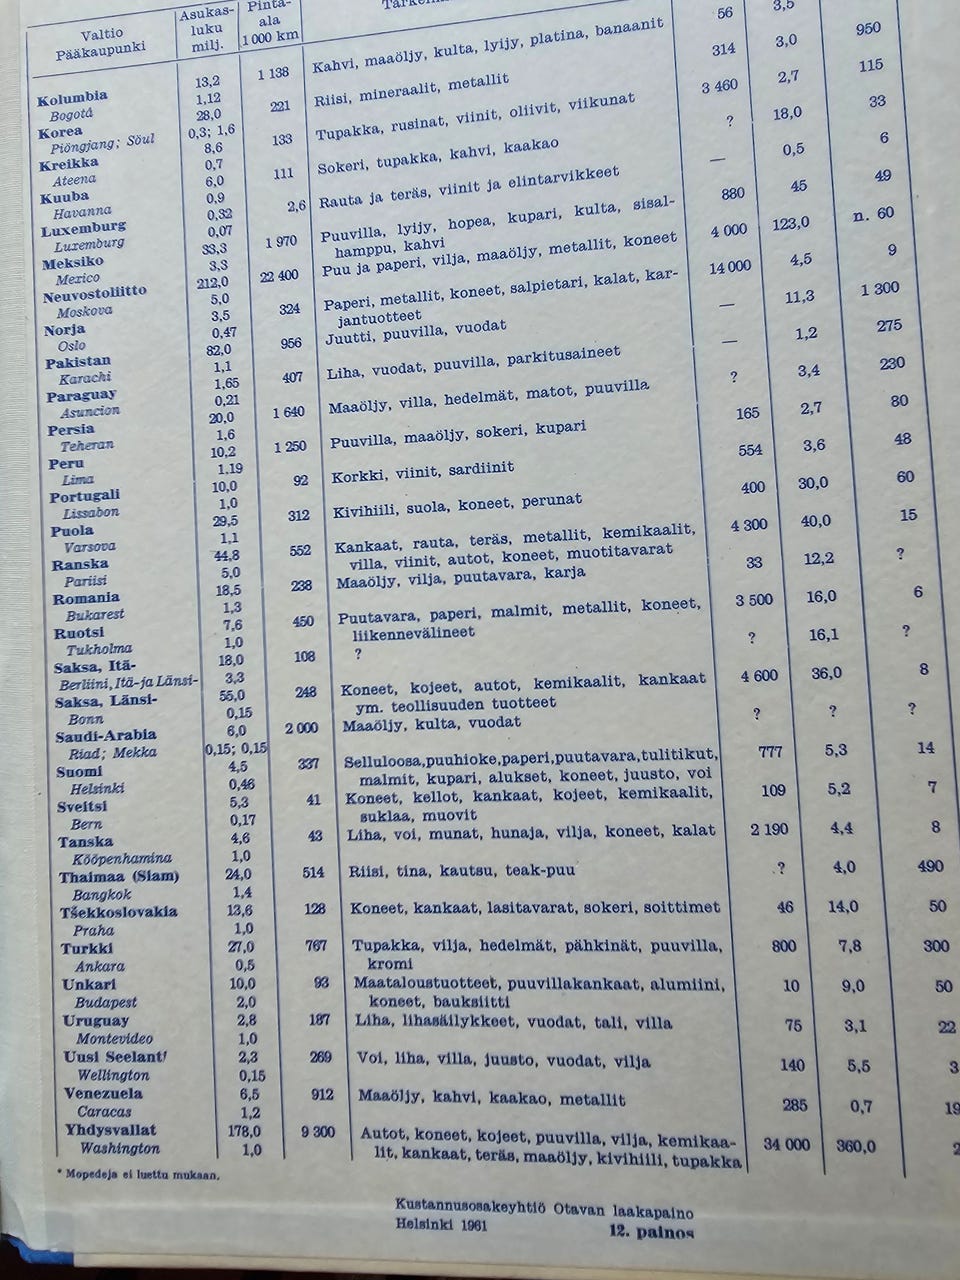 Valtio Asukas- Pinta-
Pääkaupunki luku ala
milj. 1 000 km
Kolumbia 13,2 1 138 Kahvi, maaöljy, kulta, lyijy, platina, banaanit 56 3,5
Bogotá 1,12
Korea 28,0 221 Riisi, mineraalit, metallit 314 3,0 950
Piöngjang; Söul 0,3; 1,6
Kreikka 8,6 133 Tupakka, rusinat, viinit, oliivit, viikunat 3 460 2,7 115
Ateena 0,7
Kuuba 6,0 111 Sokeri, tupakka, kahvi, kaakao ? 18,0 33
Havanna 0,9
Luxemburg 0,32 2,6 Rauta ja teräs, viinit ja elintarvikkeet — 0,5 6
Luxemburg 0,07
Meksiko 33,3 1 970 Puuvilla, lyijy, hopea, kupari, kulta, sisal- 880 45 49
Mexico 3,3 hamppu, kahvi
Neuvostoliitto 212,0 22 400 Puu ja paperi, vilja, maaöljy, metallit, koneet 4 000 123,0 n. 60
Moskova 5,0
Norja 3,5 324 Paperi, metallit, koneet, salpietari, kalat, kar- 14 000 4,5 9
Oslo 0,47 jantuotteet
Pakistan 82,0 956 Juutti, puuvilla, vuodat — 11,3 1 300
Karachi 1,1
Paraguay 1,65 407 Liha, vuodat, puuvilla, parkitusaineet — 1,2 275
Asuncion 0,21
Persia 20,0 1 640 Maaöljy, villa, hedelmät, matot, puuvilla ? 3,4 230
Teheran 1,6
Peru 10,2 1 250 Puuvilla, maaöljy, sokeri, kupari 165 2,7 80
Lima 1,19
Portugali 10,0 92 Korkki, viinit, sardiinit 554 3,6 48
Lissabon 1,0
Puola 29,5 312 Kivihiili, suola, koneet, perunat 400 30,0 60
Varsova 1,1
Ranska 44,8 552 Kankaat, rauta, teräs, metallit, kemikaalit, 4 300 40,0 15
Pariisi 5,0 villa, viinit, autot, koneet, muotitavarat
Romania 18,5 238 Maaöljy, vilja, puutavara, karja 33 12,2 ?
Bukarest 1,3
Ruotsi 7,6 450 Puutavara, paperi, malmit, metallit, koneet, 3 500 16,0 6
Tukholma 1,0 liikennevälineet
Saksa, Itä- 18,0 108 ? ? 16,1 ?
Berliini, Itä- ja Länsi- 3,3
Saksa, Länsi- 55,0 248 Koneet, kojeet, autot, kemikaalit, kankaat 4 600 36,0 8
Bonn 0,15 ym. teollisuuden tuotteet
Saudi-Arabia 6,0 2 000 Maaöljy, kulta, vuodat ? ? ?
Riad; Mekka 0,15; 0,15
Suomi 4,5 337 Selluloosa, puuhioke, paperi, puutavara, tulitikut, 777 5,3 14
Helsinki 0,46 malmit, kupari, alukset, koneet, juusto, voi
Sveitsi 5,3 41 Koneet, kellot, kankaat, kojeet, kemikaalit, 109 5,2 7
Bern 0,17 suklaa, muovit
Tanska 4,6 43 Liha, voi, munat, hunaja, vilja, koneet, kalat 2 190 4,4 8
Kööpenhamina 1,0
Thaimaa (Siam) 24,0 514 Riisi, tina, kautsu, teak-puu ? 4,0 490
Bangkok 1,4
Tšekkoslovakia 13,6 128 Koneet, kankaat, lasitavarat, sokeri, soittimet 46 14,0 50
Praha 1,0
Turkki 27,0 767 Tupakka, vilja, hedelmät, pähkinät, puuvilla, 800 7,8 300
Ankara 0,5 kromi
Unkari 10,0 93 Maataloustuotteet, puuvillakankaat, alumiini, 10 9,0 50
Budapest 2,0 koneet, bauksiitti
Uruguay 2,8 187 Liha, lihasäilykkeet, vuodat, tali, villa 75 3,1 22
Montevideo 1,0
Uusi Seelanti 2,3 269 Voi, liha, villa, juusto, vuodat, vilja 140 5,5
Wellington 0,15
Venezuela 6,5 912 Maaöljy, kahvi, kaakao, metallit 285 0,7
Caracas 1,2
Yhdysvallat 178,0 9 300 Autot, koneet, kojeet, puuvilla, vilja, kemikaa- 34 000 360,0
Washington 1,0 lit, kankaat, teräs, maaöljy, kivihiili, tupakka
* Mopedeja ei luettu mukaan.
Kustannusosakeyhtiö Otavan laakapaino
Helsinki 1961 12. painos